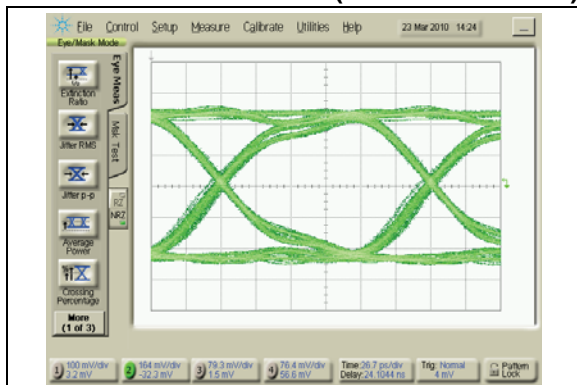 File Control Setup Measure Calibrate Utilities Help 23 Mar 2010 14:24
Eye/Mask Mode
Eye Meas
Msk Test
RZ
NRZ
Extinction
Ratio
Jitter RMS
Jitter p-p
Average
Power
Crossing
Percentage
More
(1 of 3)
1) 100 mV/div 2) 164 mV/div 3) 79.3 mV/div 4) 76.4 mV/div Time:26.7 ps/div Trig: Normal Pattern
3.2 mV -32.3 mV 1.5 mV 56.6 mV Delay:24.1044 ns 4 mV Lock